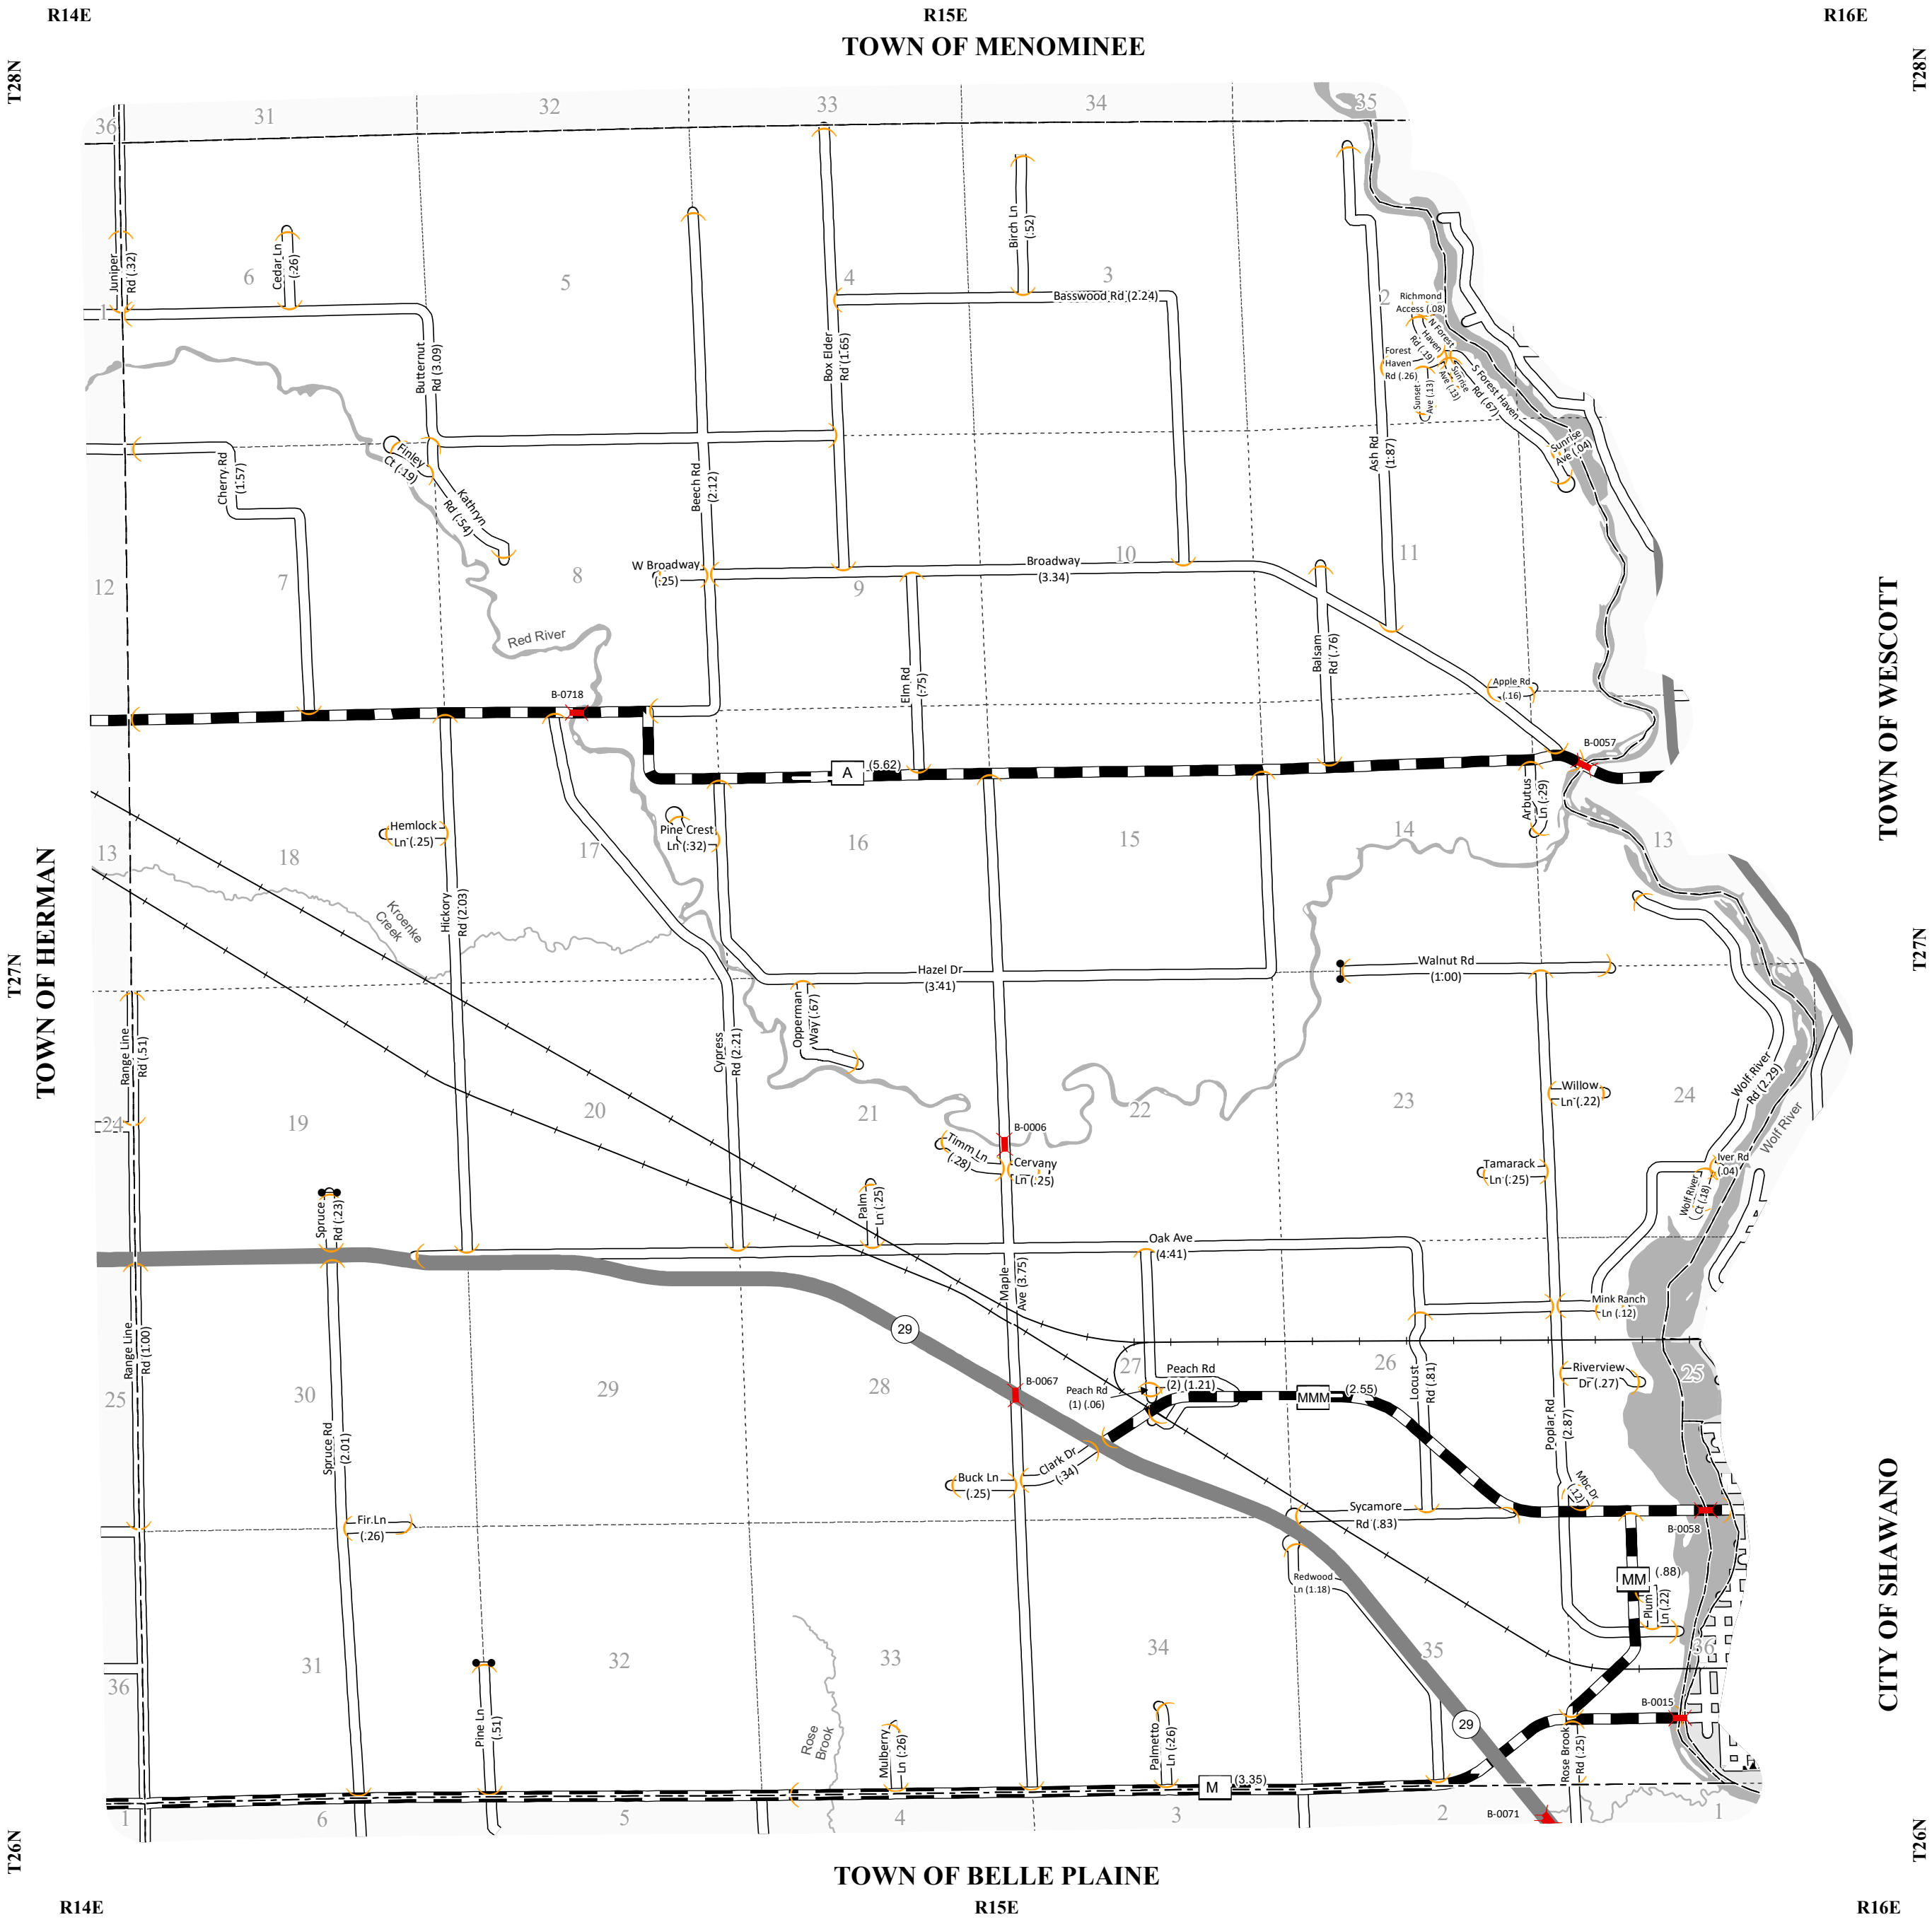 R14E
R15E
R16E
TOWN OF MENOMINEE
T28N
T28N
36
31
32
33
34
35
Juniper
Rd (.32)
Cedar Ln
(.26)
6
5
4
3
2
1
Birch Ln
(.52)
Basswood Rd (2.24)
Butternut
Rd (3.09)
Box Elder
Rd (1.65)
Richmond
Access (.08)
N Forest
Haven
Rd (.19)
Forest
Haven
Rd (.26)
Sunset
Ave (.13)
Sunrise
Ave (.13)
S Forest Haven
Rd (.67)
Sunrise
Ave (.04)
Ash Rd
(1.87)
Cherry Rd
(1.57)
Finley
Ct (.19)
Kathryn
Rd (.54)
Beech Rd
(2.12)
W Broadway
(.25)
Broadway
(3.34)
12
7
8
9
10
11
Red River
Elm Rd
(.75)
Balsam
Rd (.76)
Apple Rd
(.16)
B-0718
B-0057
A
(5.62)
Arbutus
Ln (.29)
TOWN OF WESCOTT
TOWN OF HERMAN
Hemlock
Ln (.25)
Pine Crest
Ln (.32)
13
18
17
16
15
14
13
Kroenke
Creek
Hickory
Rd (2.03)
Hazel Dr
(3.41)
Walnut Rd
(1.00)
T27N
T27N
Range Line
Rd (.51)
Cypress
Rd (2.21)
Opperman
Way (.67)
Wolf River
Rd (2.29)
Willow
Ln (.22)
24
19
20
21
22
23
24
Wolf River
B-0006
Timm Ln
(.28)
Cervany
Ln (.25)
Tamarack
Ln (.25)
Iver Rd
(.04)
Wolf River
Ct (.18)
Spruce
Rd (.23)
Palm
Ln (.25)
Oak Ave
(4.41)
Maple
Ave (3.75)
Mink Ranch
Ln (.12)
29
Range Line
Rd (1.00)
25
30
29
28
27
26
25
B-0067
Peach Rd
(2) (1.21)
Peach Rd
(1) (.06)
MMM
(2.55)
Locust
Rd (.81)
Riverview
Dr (.27)
Poplar Rd
(2.87)
Spruce Rd
(2.01)
Clark Dr
(.34)
Buck Ln
(.25)
Mbc Dr
(.12)
Fir Ln
(.26)
Sycamore
Rd (.83)
B-0058
CITY OF SHAWANO
Redwood
Ln (1.18)
MM
(.88)
Plum
Ln (.22)
36
31
32
33
34
35
36
Pine Ln
(.51)
Rose
Brook
Mulberry
Ln (.26)
Palmetto
Ln (.26)
29
B-0015
Rose Brook
Rd (.25)
M
(3.35)
B-0071
1
6
5
4
3
2
1
T26N
T26N
TOWN OF BELLE PLAINE
R14E
R15E
R16E